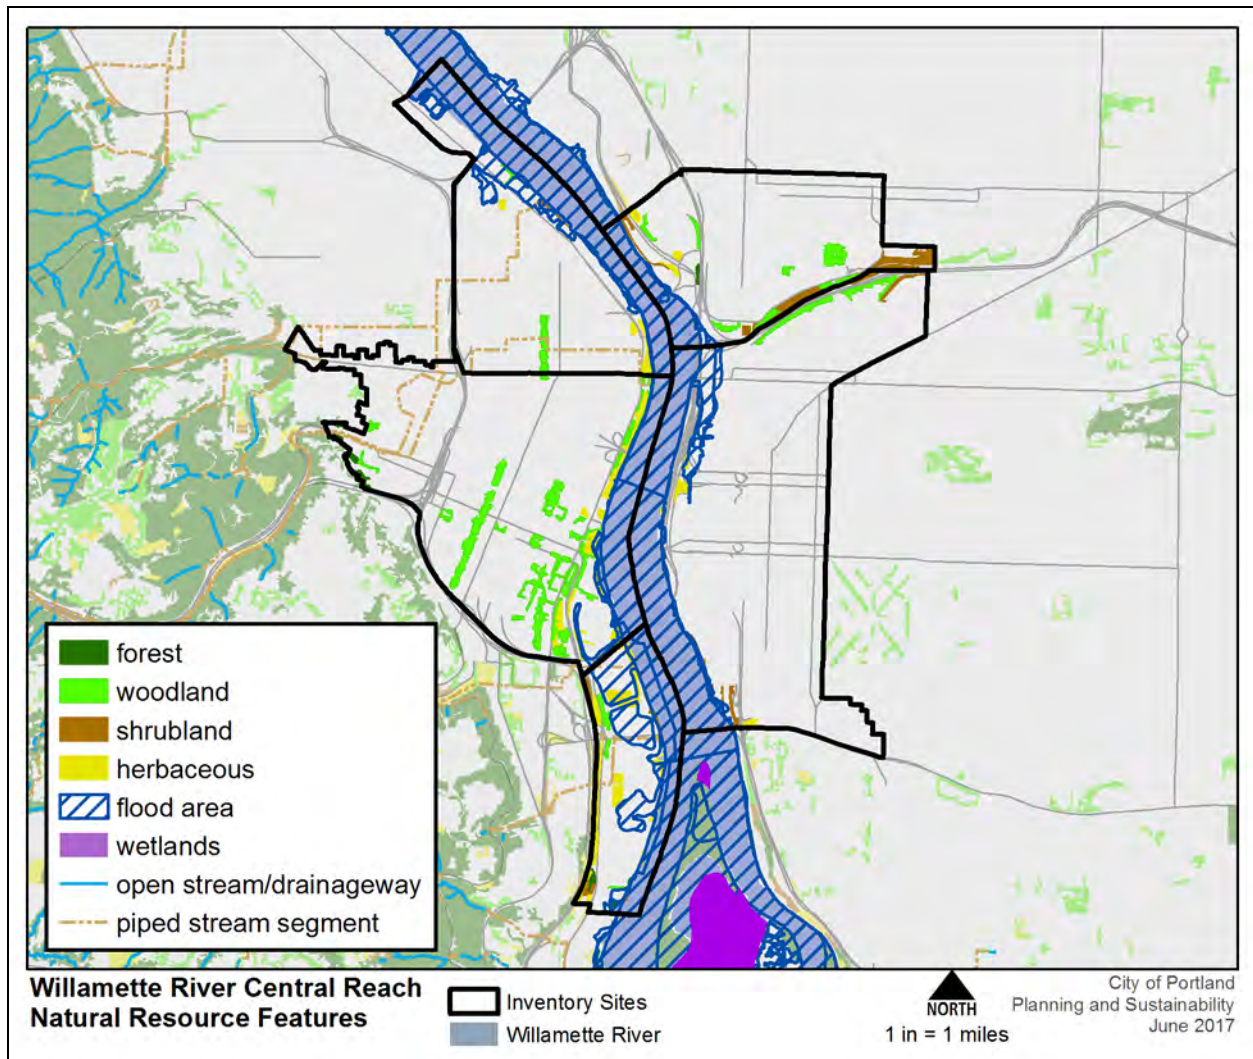 forest
woodland
shrubland
herbaceous
flood area
wetlands
open stream/drainageway
piped stream segment
Willamette River Central Reach
Natural Resource Features
Inventory Sites
Willamette River
NORTH
1 in = 1 miles
City of Portland
Planning and Sustainability
June 2017